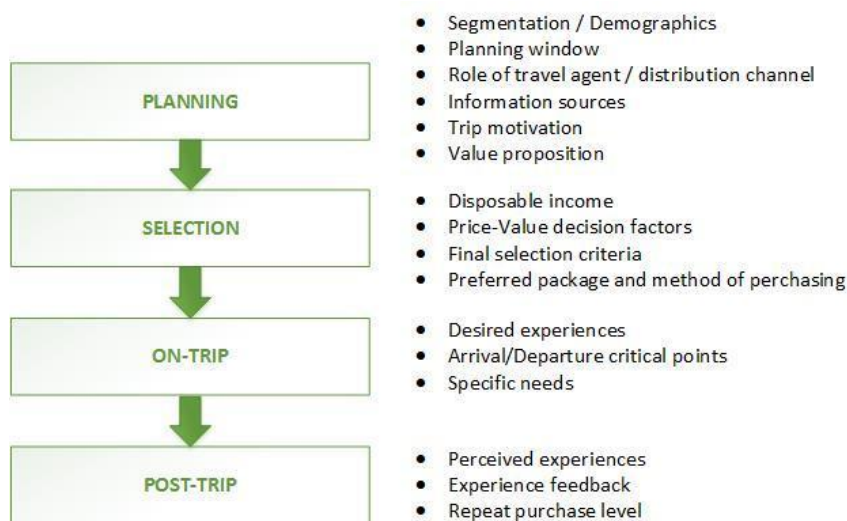 PLANNING
• Segmentation / Demographics
• Planning window
• Role of travel agent / distribution channel
• Information sources
• Trip motivation
• Value proposition
SELECTION
• Disposable income
• Price-Value decision factors
• Final selection criteria
• Preferred package and method of perchasing
ON-TRIP
• Desired experiences
• Arrival/Departure critical points
• Specific needs
POST-TRIP
• Perceived experiences
• Experience feedback
• Repeat purchase level